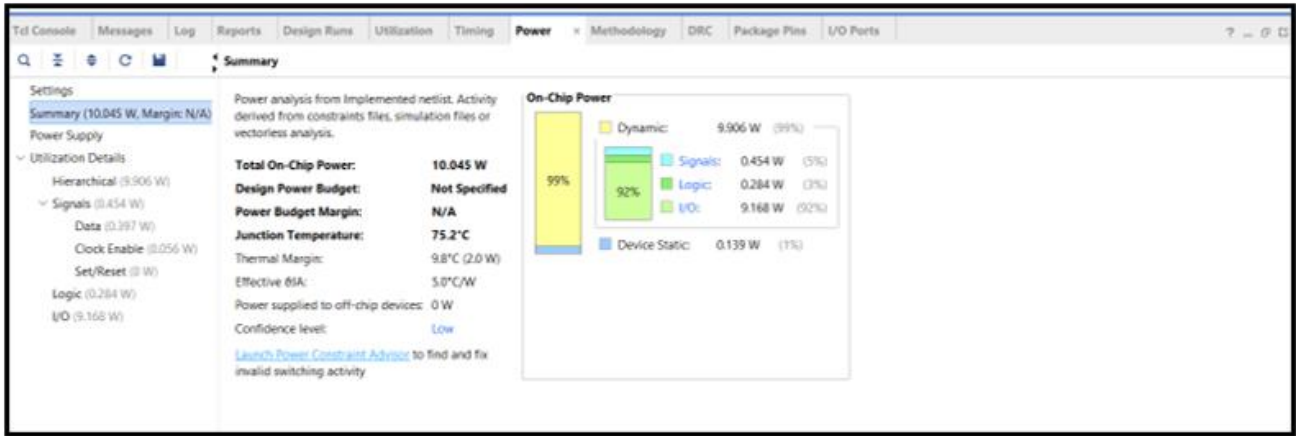 Tcl Console Messages Log Reports Design Runs Utilization Timing Power × Methodology DRC Package Pins I/O Ports
Summary
Settings
Summary (10.045 W, Margin: N/A)
Power Supply
Utilization Details
Hierarchical (9.906 W)
Signals (0.454 W)
Data (0.397 W)
Clock Enable (0.056 W)
Set/Reset (0 W)
Logic (0.284 W)
I/O (9.168 W)
Power analysis from Implemented netlist. Activity
derived from constraints files, simulation files or
vectorless analysis.
Total On-Chip Power: 10.045 W
Design Power Budget: Not Specified
Power Budget Margin: N/A
Junction Temperature: 75.2°C
Thermal Margin: 9.8°C (2.0 W)
Effective ϑJA: 5.0°C/W
Power supplied to off-chip devices: 0 W
Confidence level: Low
Launch Power Constraint Advisor to find and fix
invalid switching activity
On-Chip Power
99%
Dynamic: 9.906 W (99%)
92%
Signals: 0.454 W (5%)
Logic: 0.284 W (3%)
I/O: 9.168 W (92%)
Device Static: 0.139 W (1%)